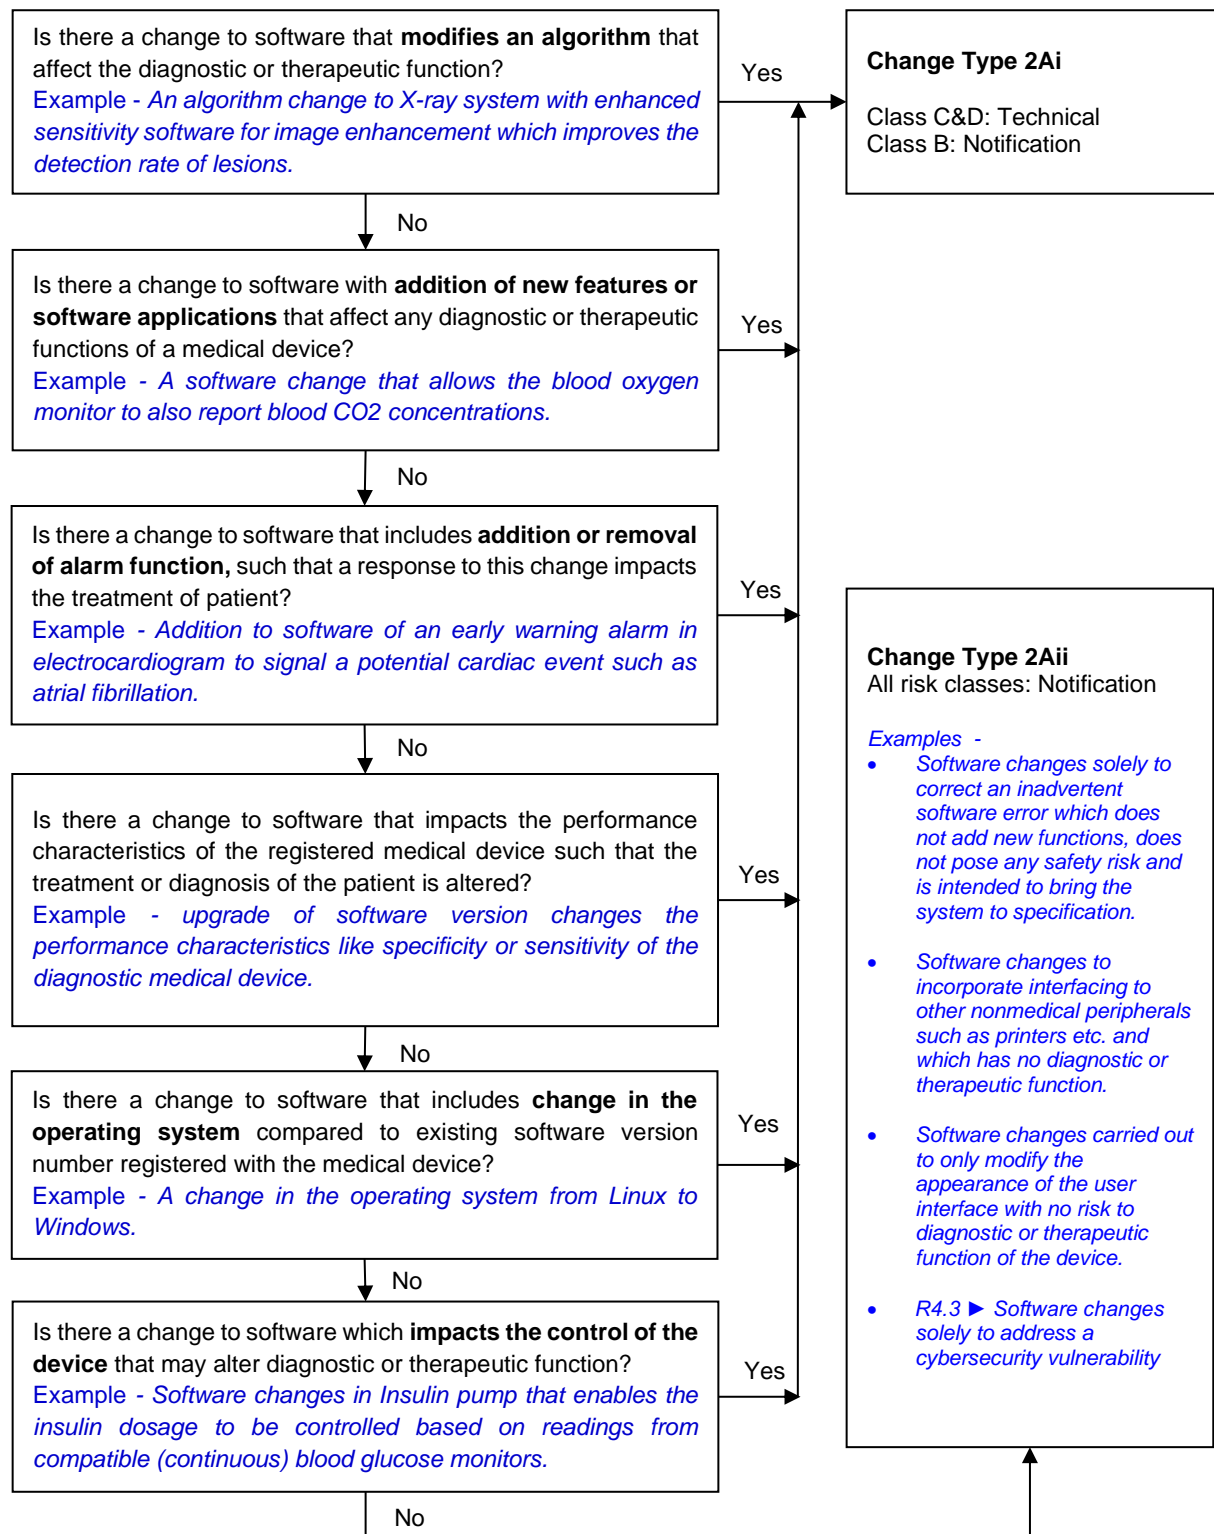 Is there a change to software that modifies an algorithm that
affect the diagnostic or therapeutic function?
Example - An algorithm change to X-ray system with enhanced
sensitivity software for image enhancement which improves the
detection rate of lesions.
Yes
Change Type 2Ai
Class C&D: Technical
Class B: Notification
No
Is there a change to software with addition of new features or
software applications that affect any diagnostic or therapeutic
functions of a medical device?
Example - A software change that allows the blood oxygen
monitor to also report blood CO2 concentrations.
Yes
No
Is there a change to software that includes addition or removal
of alarm function, such that a response to this change impacts
the treatment of patient?
Example - Addition to software of an early warning alarm in
electrocardiogram to signal a potential cardiac event such as
atrial fibrillation.
Yes
No
Is there a change to software that impacts the performance
characteristics of the registered medical device such that the
treatment or diagnosis of the patient is altered?
Example - upgrade of software version changes the
performance characteristics like specificity or sensitivity of the
diagnostic medical device.
Yes
No
Is there a change to software that includes change in the
operating system compared to existing software version
number registered with the medical device?
Example - A change in the operating system from Linux to
Windows.
Yes
No
Is there a change to software which impacts the control of the
device that may alter diagnostic or therapeutic function?
Example - Software changes in Insulin pump that enables the
insulin dosage to be controlled based on readings from
compatible (continuous) blood glucose monitors.
Yes
No
Change Type 2Aii
All risk classes: Notification
Examples -
• Software changes solely to
correct an inadvertent
software error which does
not add new functions, does
not pose any safety risk and
is intended to bring the
system to specification.
• Software changes to
incorporate interfacing to
other nonmedical peripherals
such as printers etc. and
which has no diagnostic or
therapeutic function.
• Software changes carried out
to only modify the
appearance of the user
interface with no risk to
diagnostic or therapeutic
function of the device.
• R4.3 ► Software changes
solely to address a
cybersecurity vulnerability